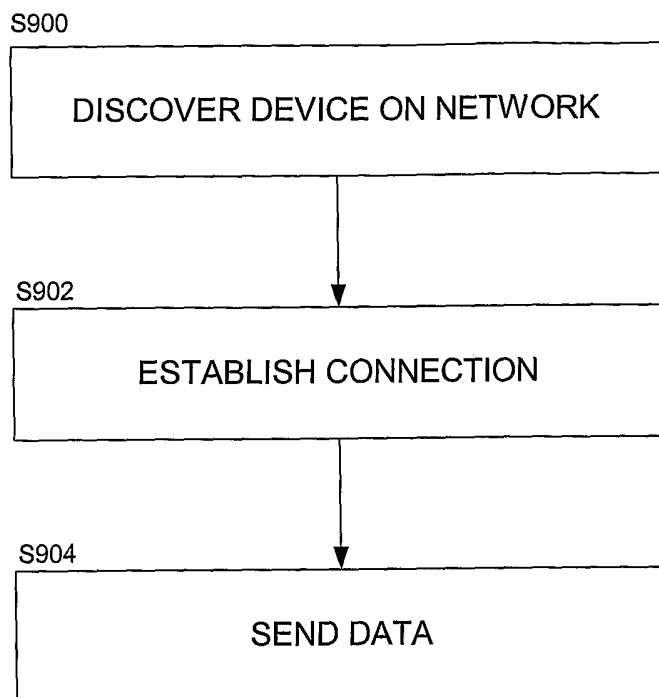 S900
DISCOVER DEVICE ON NETWORK
S902
ESTABLISH CONNECTION
S904
SEND DATA